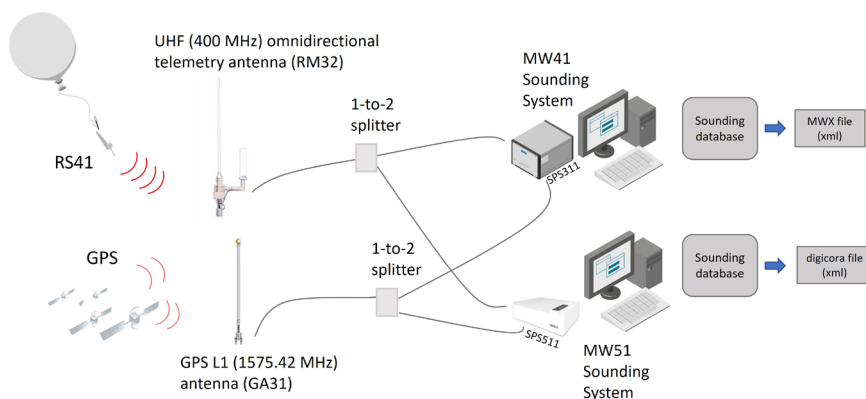 UHF (400 MHz) omnidirectional
telemetry antenna (RM32)
MW41
Sounding
System
1-to-2
splitter
RS41
SPS311
Sounding
database
MWX file
(xml)
GPS
1-to-2
splitter
Sounding
database
digicora file
(xml)
SPS511
GPS L1 (1575.42 MHz)
antenna (GA31)
MW51
Sounding
System